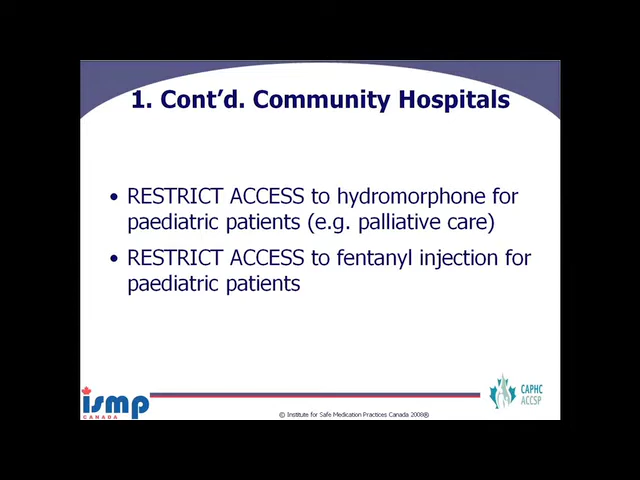 1. Cont'd. Community Hospitals
• RESTRICT ACCESS to hydromorphone for
paediatric patients (e.g. palliative care)
• RESTRICT ACCESS to fentanyl injection for
paediatric patients
ismp
CANADA
© Institute for Safe Medication Practices Canada 2008®
CAPHC
ACCSP